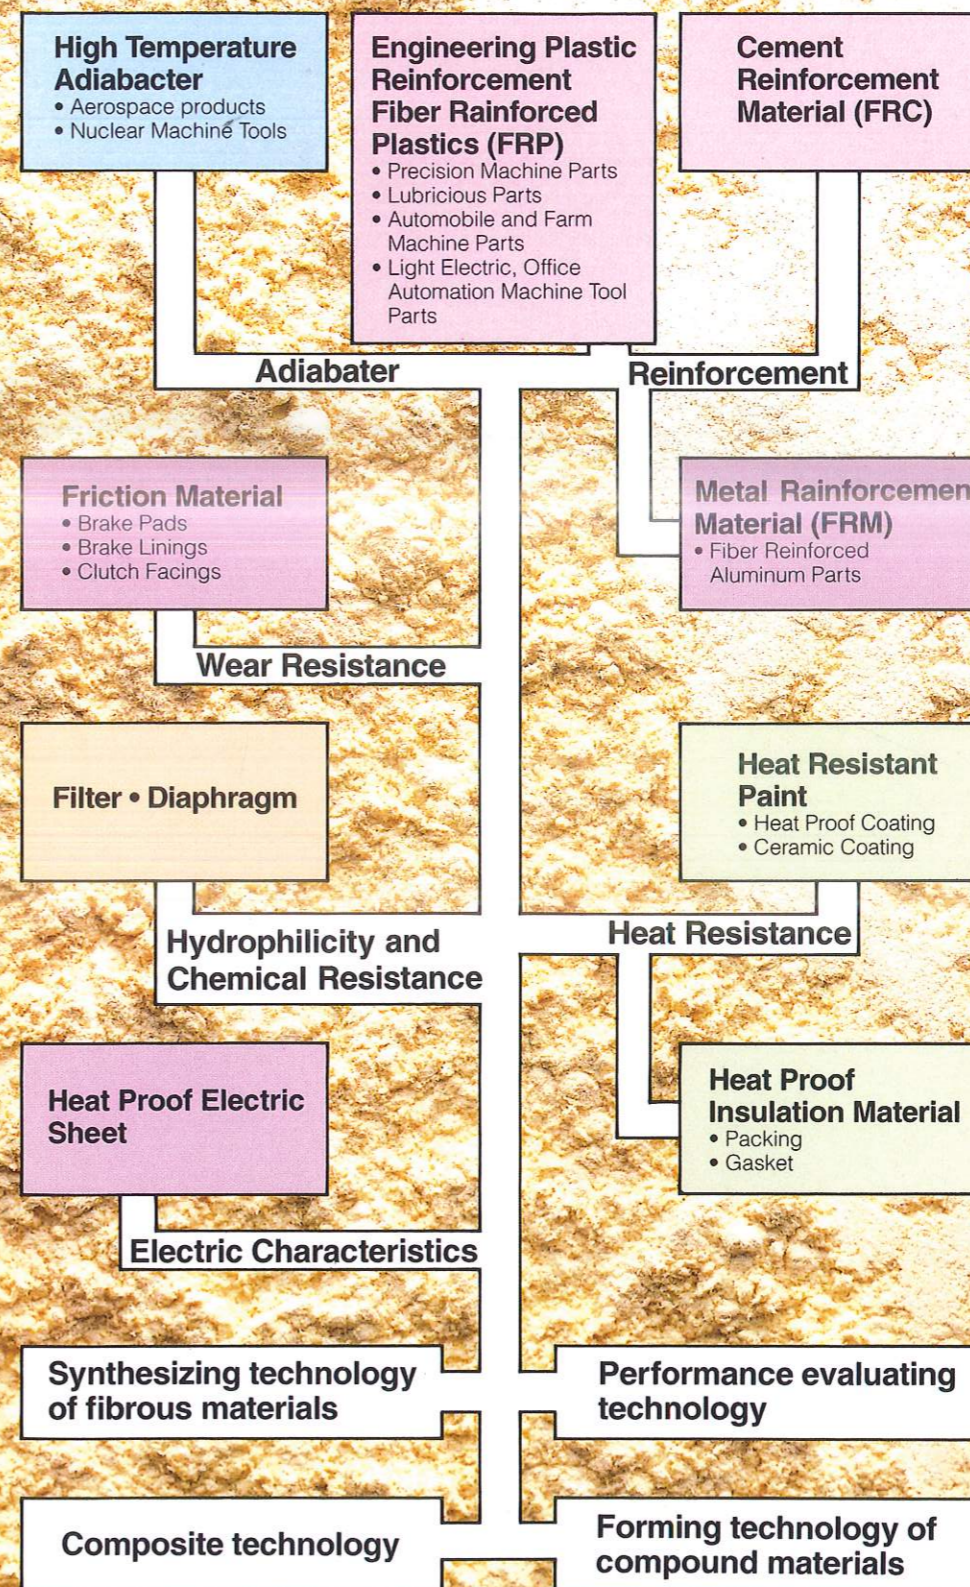 High Temperature
Adiabacter
• Aerospace products
• Nuclear Machine Tools
Engineering Plastic
Reinforcement
Fiber Rainforced
Plastics (FRP)
• Precision Machine Parts
• Lubricious Parts
• Automobile and Farm
Machine Parts
• Light Electric, Office
Automation Machine Tool
Parts
Cement
Reinforcement
Material (FRC)
Adiabater
Reinforcement
Friction Material
• Brake Pads
• Brake Linings
• Clutch Facings
Metal Rainforcemen
Material (FRM)
• Fiber Reinforced
Aluminum Parts
Wear Resistance
Filter • Diaphragm
Heat Resistant
Paint
• Heat Proof Coating
• Ceramic Coating
Hydrophilicity and
Chemical Resistance
Heat Resistance
Heat Proof Electric
Sheet
Heat Proof
Insulation Material
• Packing
• Gasket
Electric Characteristics
Synthesizing technology
of fibrous materials
Performance evaluating
technology
Composite technology
Forming technology of
compound materials